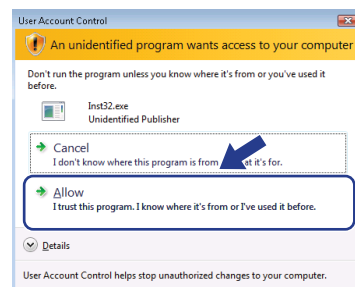 User Account Control
An unidentified program wants access to your computer
Don't run the program unless you know where it's from or you've used it
before.
Inst32.exe
Unidentified Publisher
Cancel
I don't know where this program is from at it's for.
Allow
I trust this program. I know where it's from or I've used it before.
Details
User Account Control helps stop unauthorized changes to your computer.